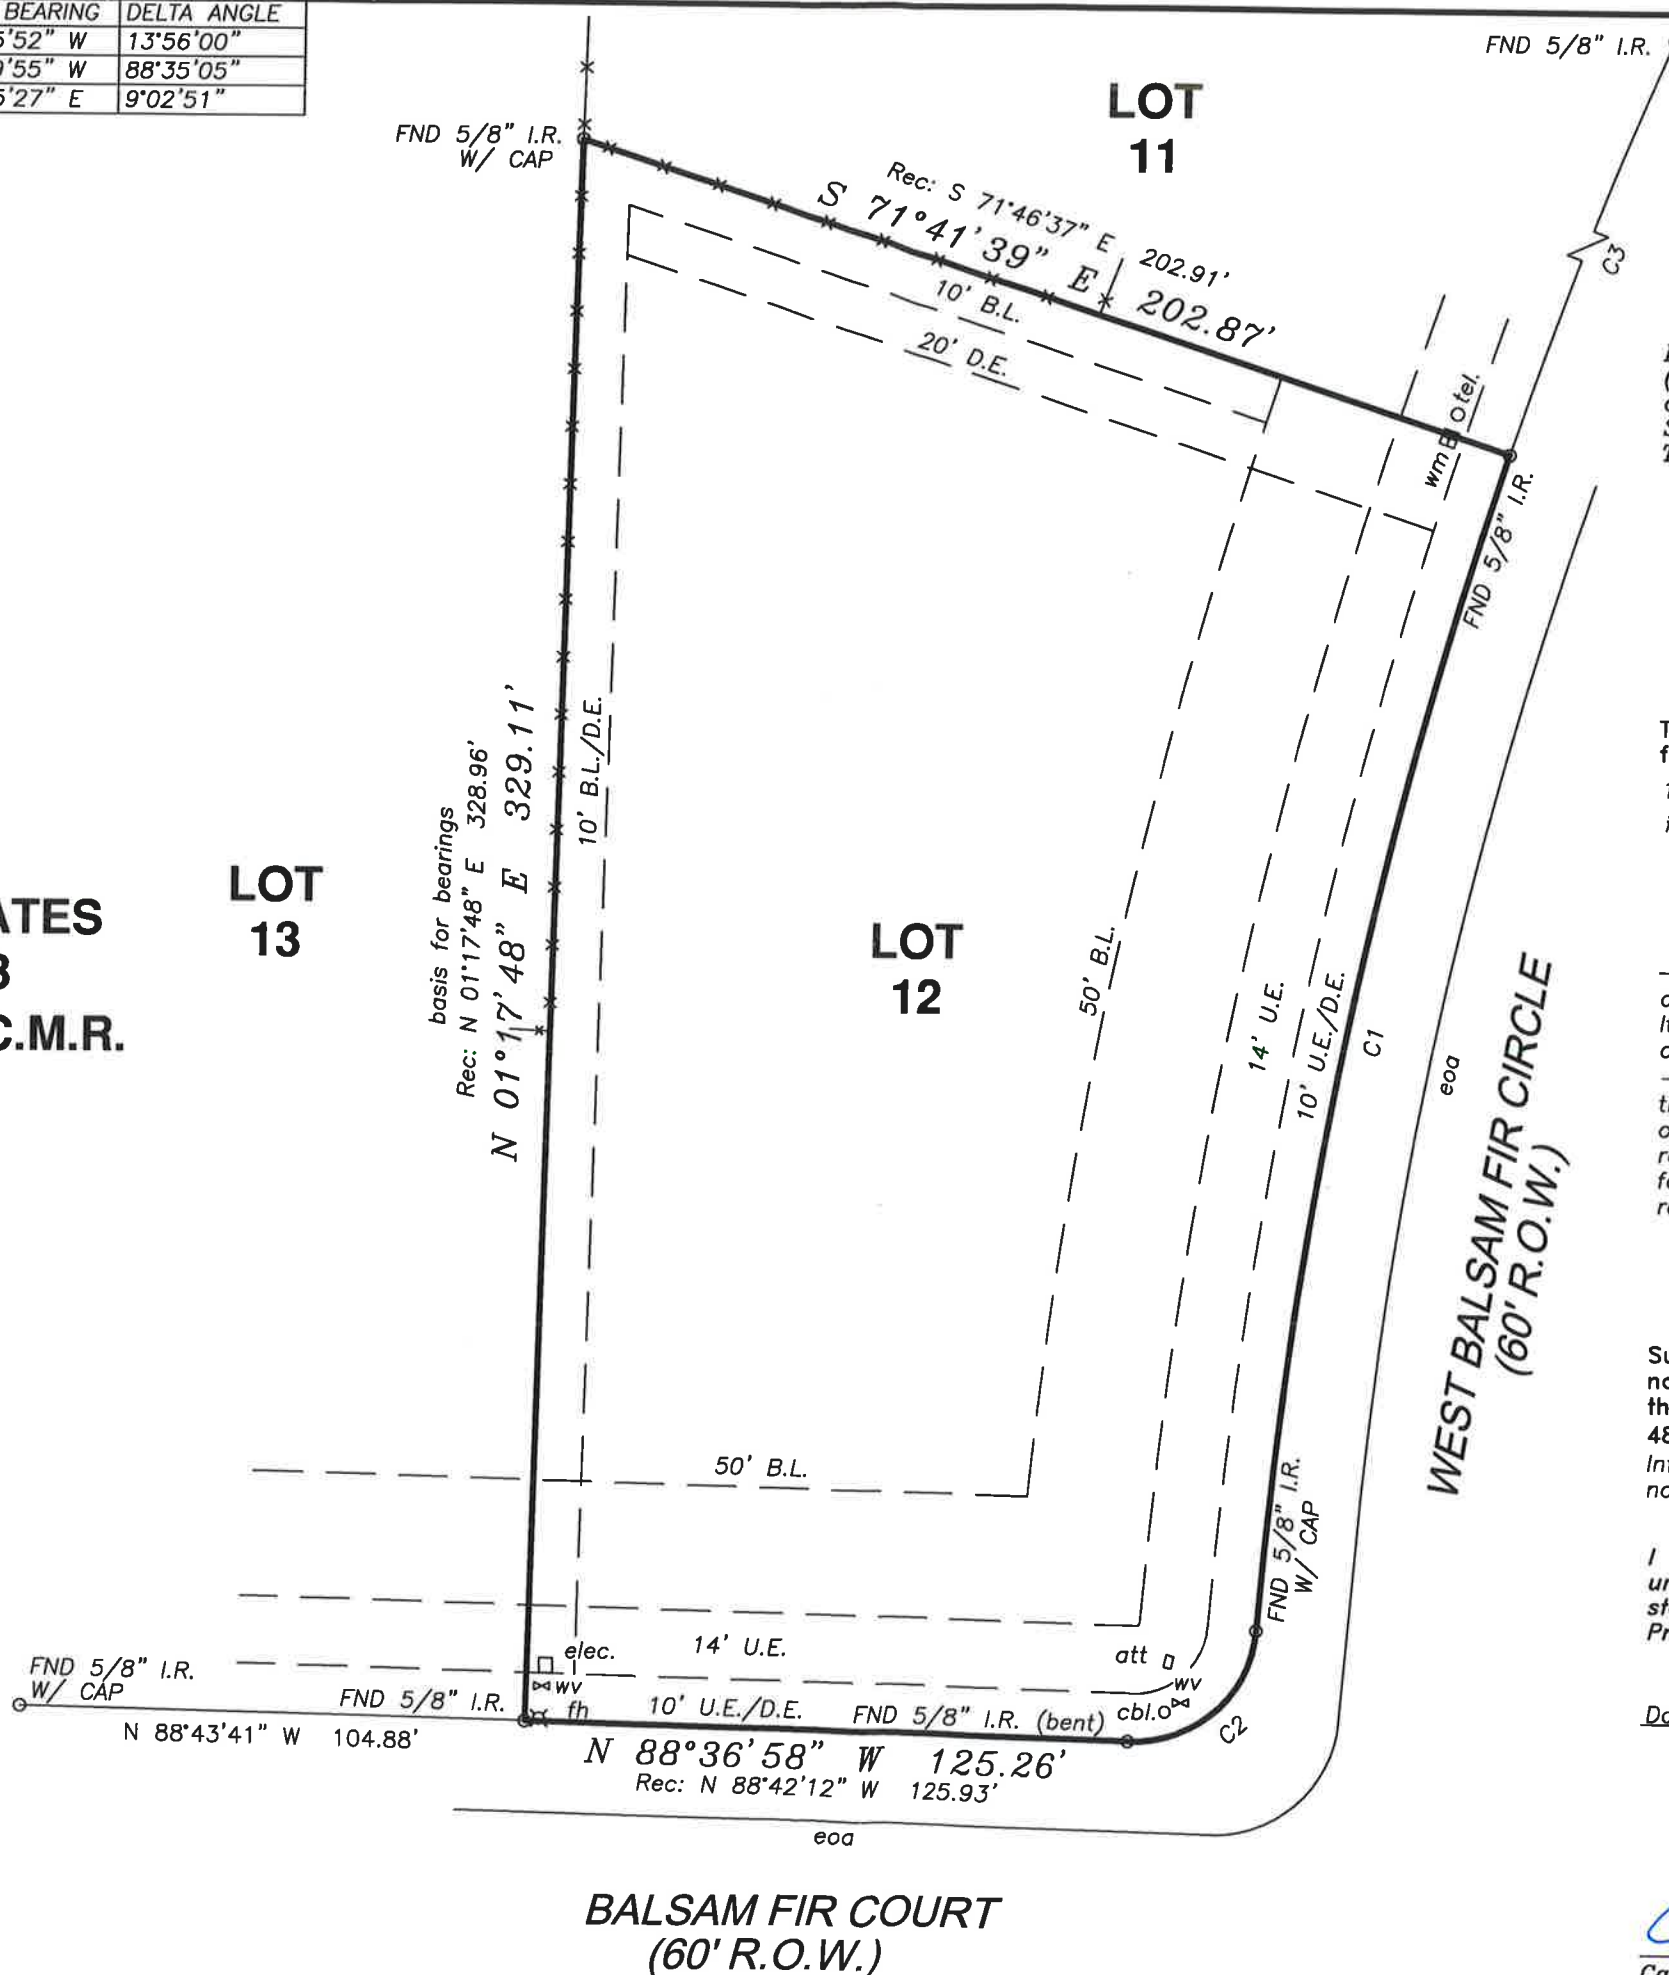 BEARING DELTA ANGLE
5'52" W 13°56'00"
9'55" W 88°35'05"
5'27" E 9°02'51"
FND 5/8" I.R.
FND 5/8" I.R.
W/ CAP
LOT
11
Rec: S 71°46'37" E 202.91'
S 71°41'39" E 202.87'
10' B.L.
20' D.E.
C3
wm
tel.
FND 5/8" I.R.
basis for bearings
Rec: N 01°17'48" E 328.96'
N 01°17'48" E 329.11'
10' B.L./D.E.
LOT
13
ATES
C.M.R.
LOT
12
50' B.L.
14' U.E.
10' U.E./D.E.
C1
eoa
WEST BALSAM FIR CIRCLE
(60' R.O.W.)
50' B.L.
FND 5/8" I.R.
W/ CAP
elec.
14' U.E.
att
wv
wv
FND 5/8" I.R.
W/ CAP
FND 5/8" I.R.
fh
10' U.E./D.E.
FND 5/8" I.R. (bent)
cbl.
C2
N 88°43'41" W 104.88'
N 88°36'58" W 125.26'
Rec: N 88°42'12" W 125.93'
eoa
BALSAM FIR COURT
(60' R.O.W.)